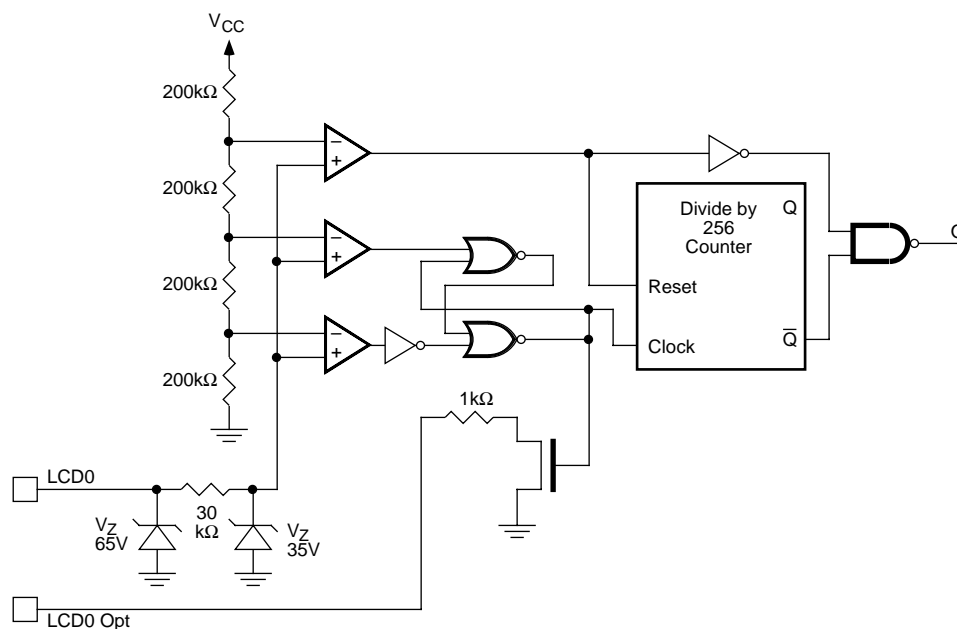 VCC
200kΩ
−
+
200kΩ
Divide by
256
Counter
Q
−
+
200kΩ
Reset
−
+
Clock
Q̅
200kΩ
1kΩ
LCD0
30
kΩ
VZ
65V
VZ
35V
LCD0 Opt